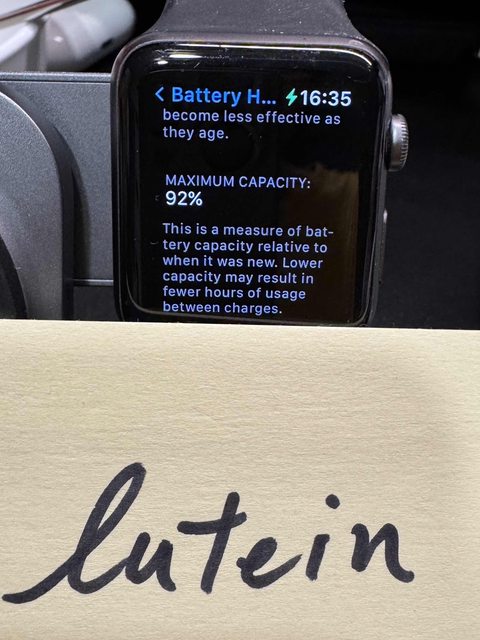 Battery H... 16:35
become less effective as
they age.
MAXIMUM CAPACITY:
92%
This is a measure of bat-
tery capacity relative to
when it was new. Lower
capacity may result in
fewer hours of usage
between charges.
lutein